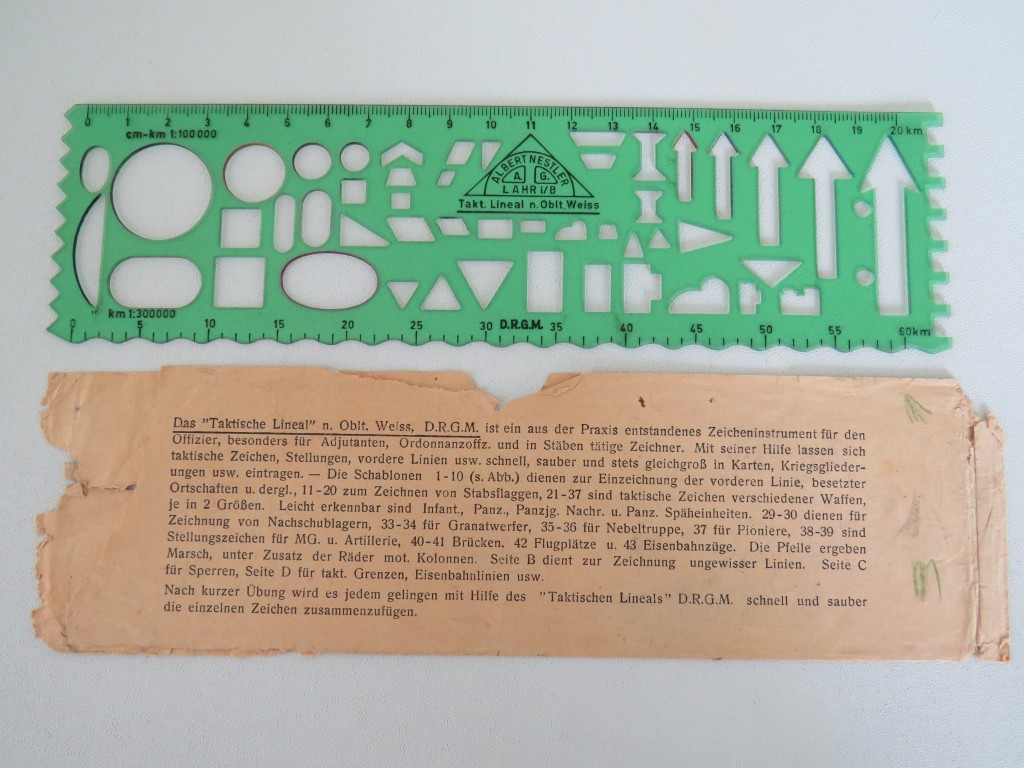 0 1 2 3 4 5 6 7 8 9 10 11 12 13 14 15 16 17 18 19 20 km
cm-km 1:100 000
ALBERT NESTLER
A. G.
LAHR i/B
Takt. Lineal n. Oblt. Weiss
km 1:300000
D.R.G.M.
0 5 10 15 20 25 30 35 40 45 50 55 60km
Das "Taktische Lineal" n. Oblt. Weiss, D.R.G.M. ist ein aus der Praxis entstandenes Zeicheninstrument für den
Offizier, besonders für Adjutanten, Ordonnanzoffz. und in Stäben tätige Zeichner. Mit seiner Hilfe lassen sich
taktische Zeichen, Stellungen, vordere Linien usw. schnell, sauber und stets gleichgroß in Karten, Kriegsglieder-
ungen usw. eintragen. — Die Schablonen 1-10 (s. Abb.) dienen zur Einzeichnung der vorderen Linie, besetzter
Ortschaften u. dergl., 11-20 zum Zeichnen von Stabsflaggen, 21-37 sind taktische Zeichen verschiedener Waffen,
je in 2 Größen. Leicht erkennbar sind Infant., Panz., Panzjg. Nachr. u. Panz. Späheinheiten. 29-30 dienen für
Zeichnung von Nachschublagern, 33-34 für Granatwerfer, 35-36 für Nebeltruppe, 37 für Pioniere, 38-39 sind
Stellungszeichen für MG. u. Artillerie, 40-41 Brücken. 42 Flugplätze u. 43 Eisenbahnzüge. Die Pfeile ergeben
Marsch, unter Zusatz der Räder mot. Kolonnen. Seite B dient zur Zeichnung ungewisser Linien. Seite C
für Sperren, Seite D für takt. Grenzen, Eisenbahnlinien usw.
Nach kurzer Übung wird es jedem gelingen mit Hilfe des "Taktischen Lineals" D.R.G.M. schnell und sauber
die einzelnen Zeichen zusammenzufügen.